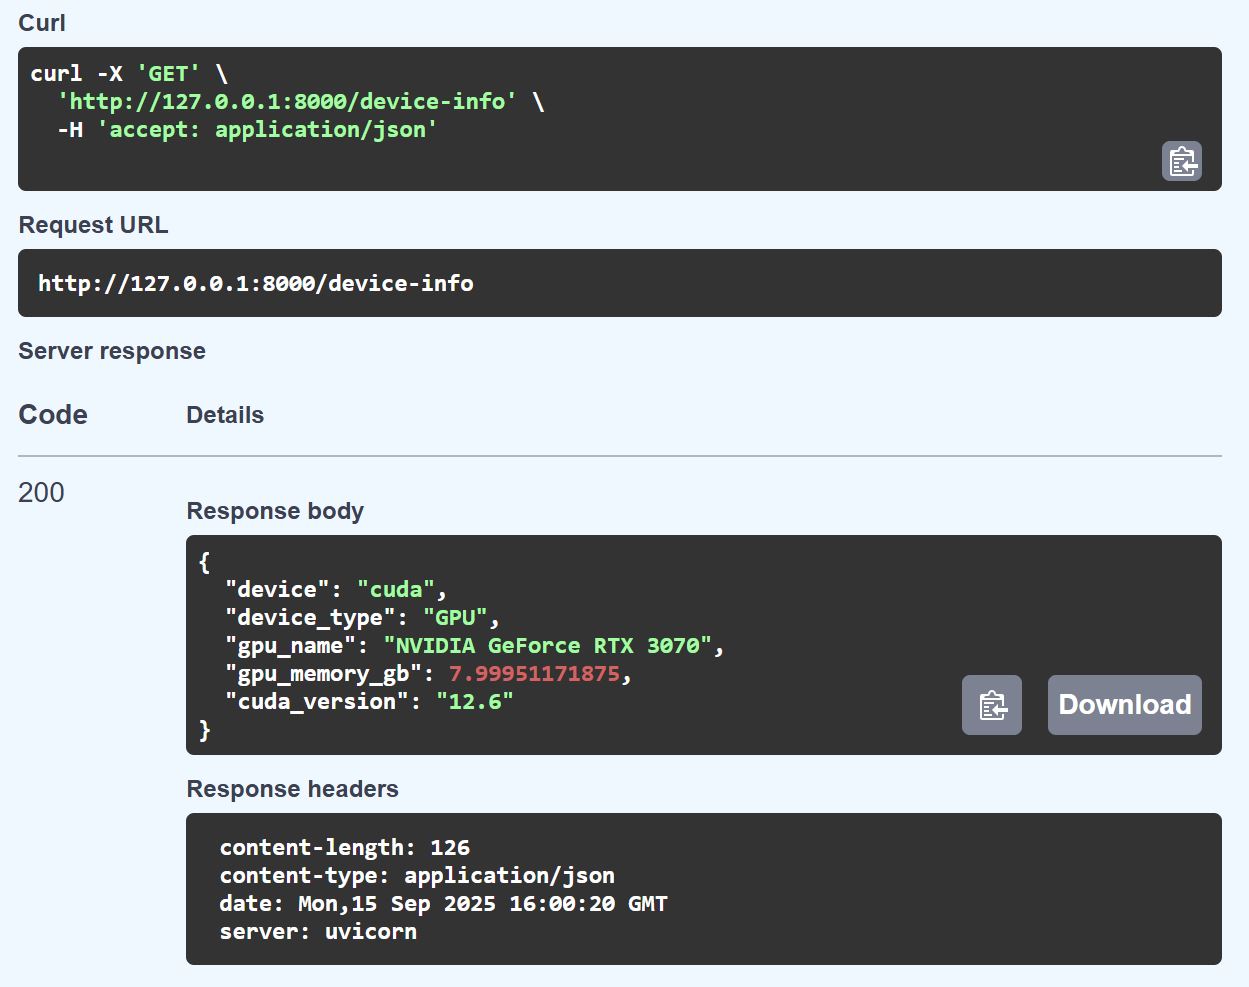 Curl
curl -X 'GET' \
  'http://127.0.0.1:8000/device-info' \
  -H 'accept: application/json'
Request URL
http://127.0.0.1:8000/device-info
Server response
Code Details
200
Response body
{
  "device": "cuda",
  "device_type": "GPU",
  "gpu_name": "NVIDIA GeForce RTX 3070",
  "gpu_memory_gb": 7.99951171875,
  "cuda_version": "12.6"
}
Download
Response headers
content-length: 126
content-type: application/json
date: Mon,15 Sep 2025 16:00:20 GMT
server: uvicorn